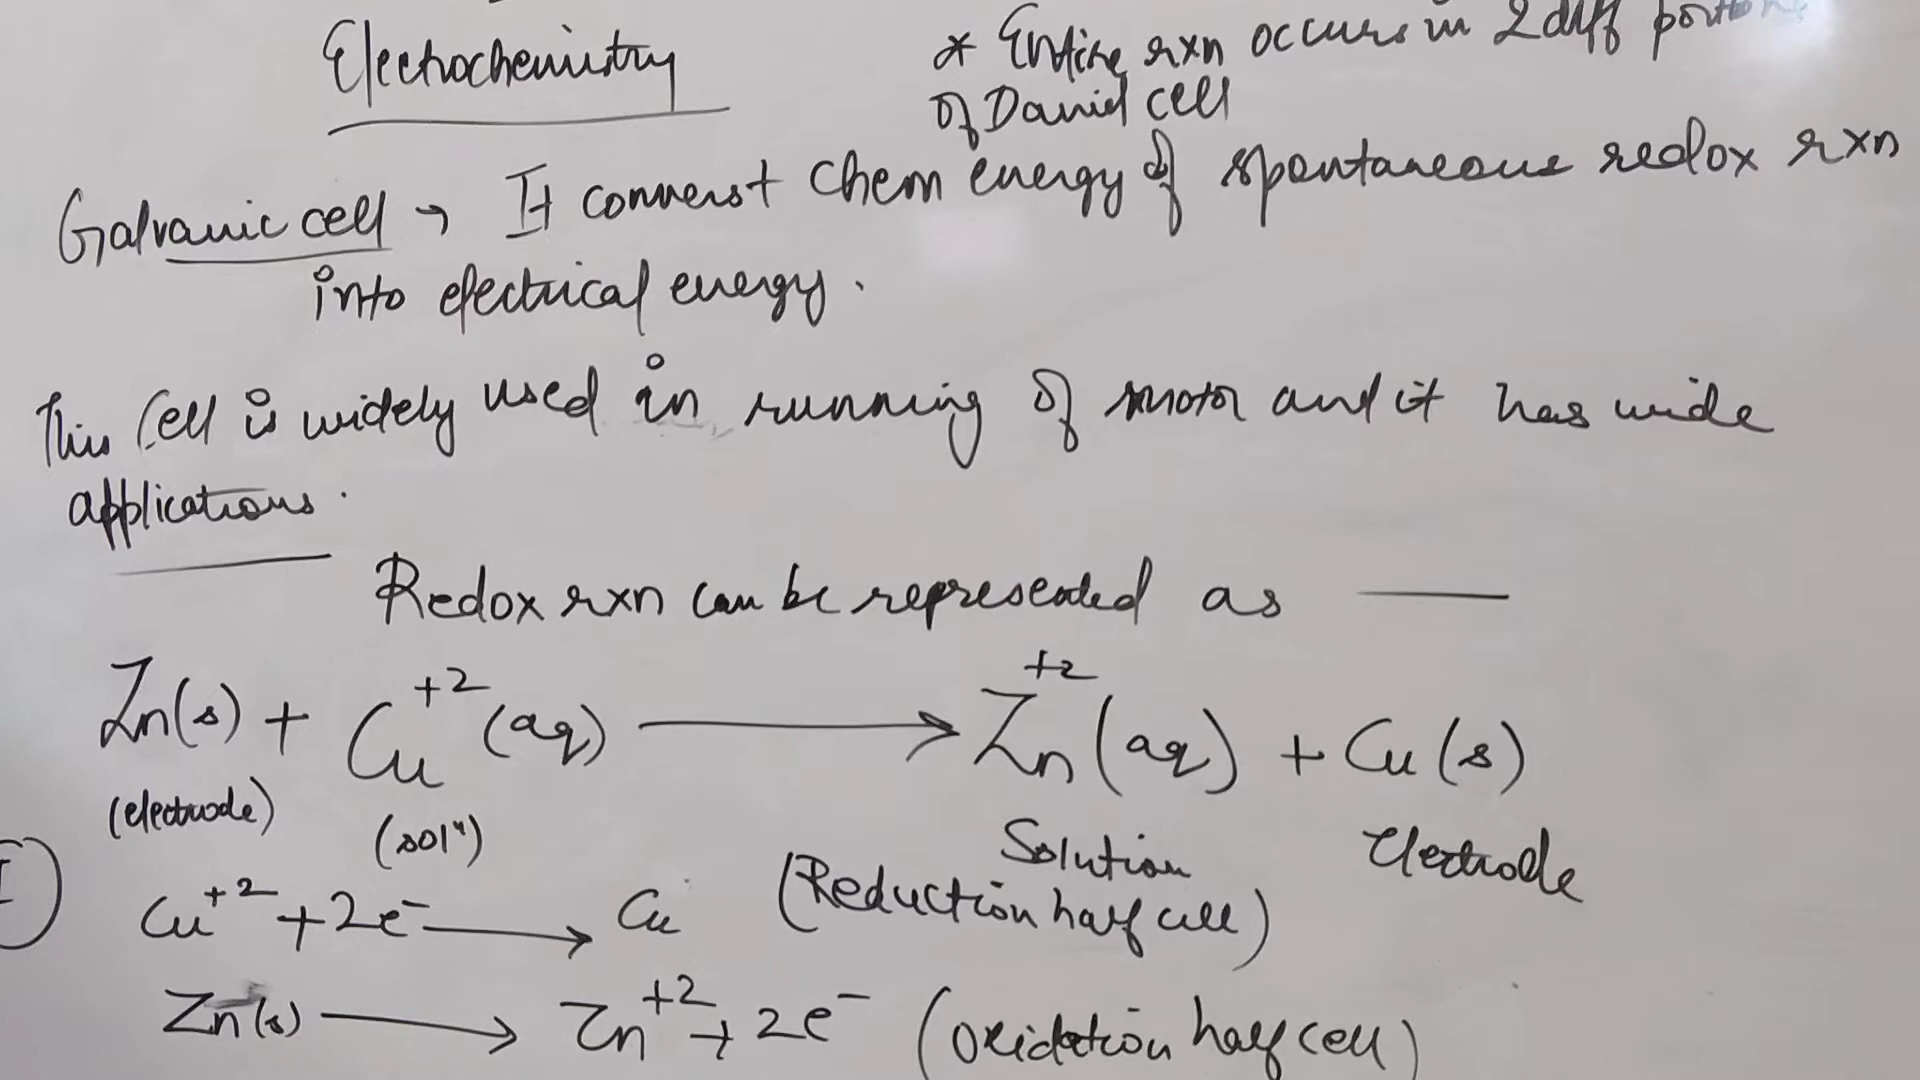 Electrochemistry
* Entire rxn occurs in 2 diff portions
of Daniel cell
Galvanic cell → It converst Chem energy of spontaneous redox rxn
into electrical energy.
This Cell is widely used in running of motor and it has wide
applications.
Redox rxn can be represented as —
Zn(s) + Cu⁺² (aq) ⟶ Zn⁺² (aq) + Cu (s)
(electrode) (solⁿ) Solution Electrode
I Cu⁺² + 2e⁻ ⟶ Cu (Reduction half cell)
Zn(s) ⟶ Zn⁺² + 2e⁻ (Oxidation half cell)